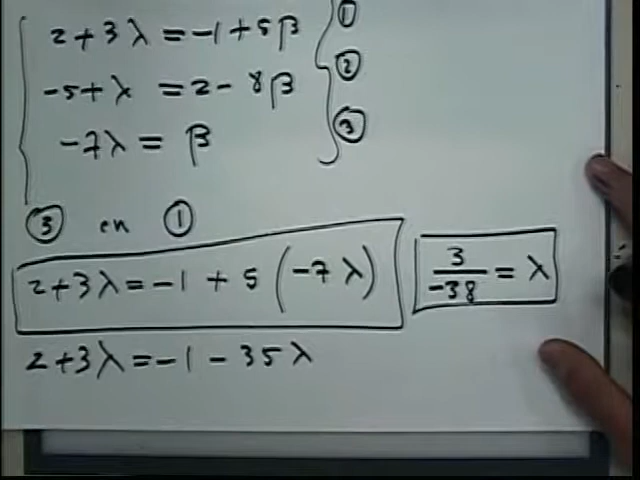 2+3λ=-1+5β ①
-5+λ=2-8β ②
-7λ=β ③
③ en ①
2+3λ=-1+5(-7λ)
3/-38=λ
2+3λ=-1-35λ